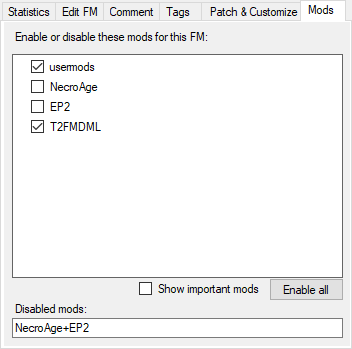 Statistics Edit FM Comment Tags Patch & Customize Mods
Enable or disable these mods for this FM:
usermods
NecroAge
EP2
T2FMDML
Show important mods Enable all
Disabled mods:
NecroAge+EP2